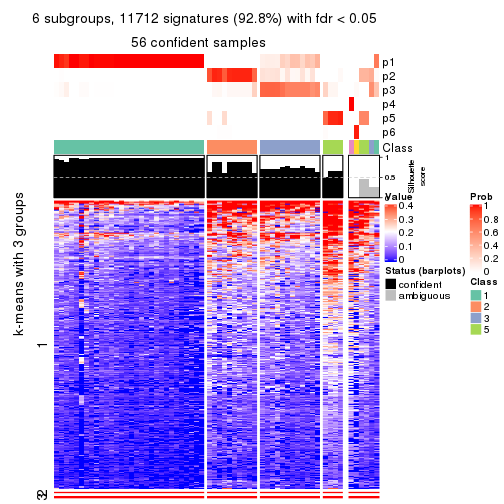 6 subgroups, 11712 signatures (92.8%) with fdr < 0.05
56 confident samples
p1
p2
p3
p4
p5
p6
Class
1
0.5
0
Silhouette
score
k-means with 3 groups
1
2
3
Value
0.4
0.3
0.2
0.1
0
Status (barplots)
confident
ambiguous
Prob
1
0.8
0.6
0.4
0.2
0
Class
1
2
3
5